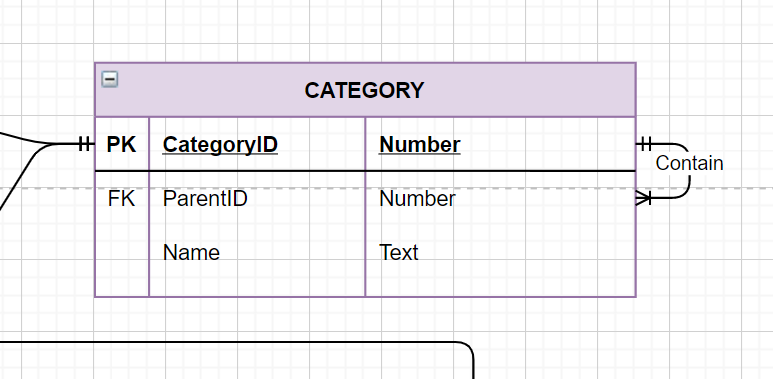 CATEGORY
PK CategoryID Number
Contain
FK ParentID Number
Name Text